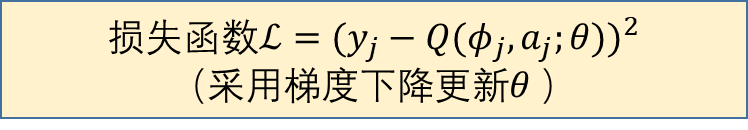 损失函数ℒ = (y_j − Q(ϕ_j, a_j; θ))²
（采用梯度下降更新θ ）